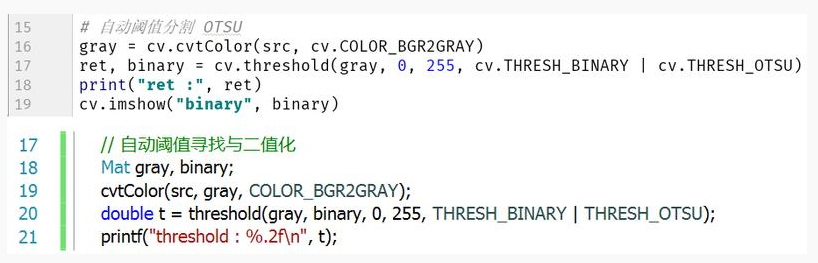 15 # 自动阈值分割 OTSU
16 gray = cv.cvtColor(src, cv.COLOR_BGR2GRAY)
17 ret, binary = cv.threshold(gray, 0, 255, cv.THRESH_BINARY | cv.THRESH_OTSU)
18 print("ret :", ret)
19 cv.imshow("binary", binary)
17 // 自动阈值寻找与二值化
18 Mat gray, binary;
19 cvtColor(src, gray, COLOR_BGR2GRAY);
20 double t = threshold(gray, binary, 0, 255, THRESH_BINARY | THRESH_OTSU);
21 printf("threshold : %.2f\n", t);